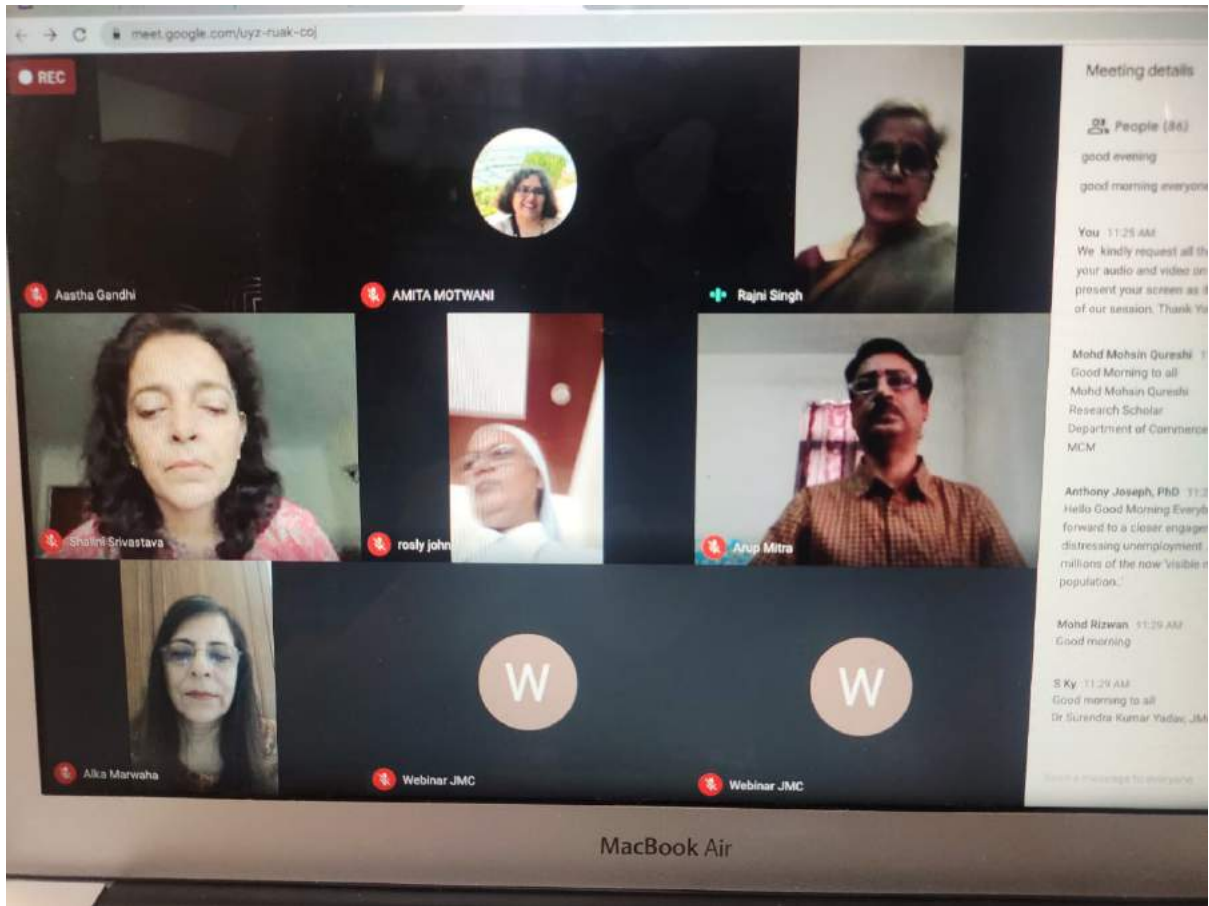 meet.google.com/uyz-ruak-coj
REC
Aastha Gandhi
AMITA MOTWANI
Rajni Singh
Shalini Srivastava
rosly john
Arup Mitra
Alka Marwaha
W
Webinar JMC
W
Webinar JMC
Meeting details
People (86)
good evening
good morning everyone
You 11:25 AM
We kindly request all
your audio and video on
present your screen as
of our session. Thank
Mohd Mohsin Qureshi
Good Morning to all
Mohd Mohsin Qureshi
Research Scholar
Department of Commerce
MCM
Anthony Joseph, PhD
Hello Good Morning
forward to a closer
distressing unemployment
millions of the now 'visible
population..'
Mohd Rizwan 11:29 AM
Good morning
S Ky 11:29 AM
Good morning to all
Dr Surendra Kumar Yadav,
Send a message to everyone
MacBook Air